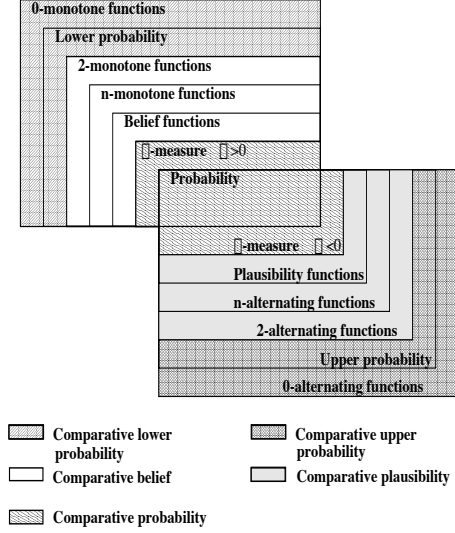 0-monotone functions
Lower probability
2-monotone functions
n-monotone functions
Belief functions
▯-measure ▯ >0
Probability
▯-measure ▯ <0
Plausibility functions
n-alternating functions
2-alternating functions
Upper probability
0-alternating functions
Comparative lower
probability
Comparative upper
probability
Comparative belief
Comparative plausibility
Comparative probability